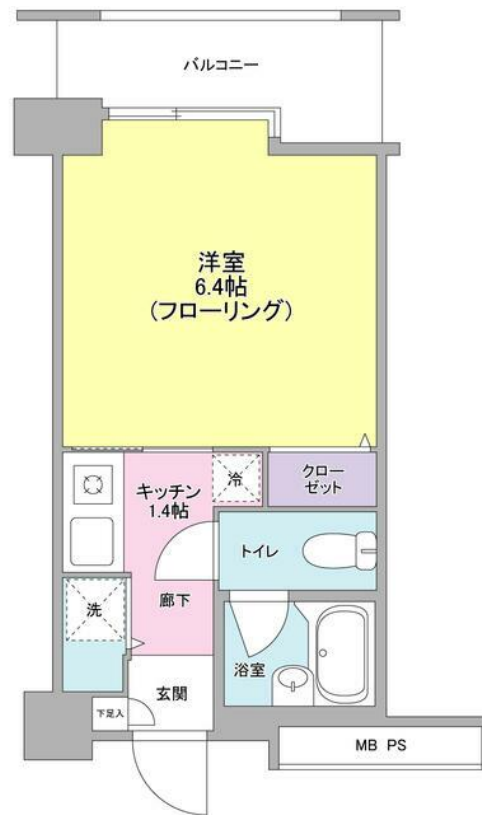 バルコニー
洋室
6.4帖
(フローリング)
キッチン
1.4帖
冷
クロー
ゼット
トイレ
廊下
洗
浴室
玄関
下足入
MB PS